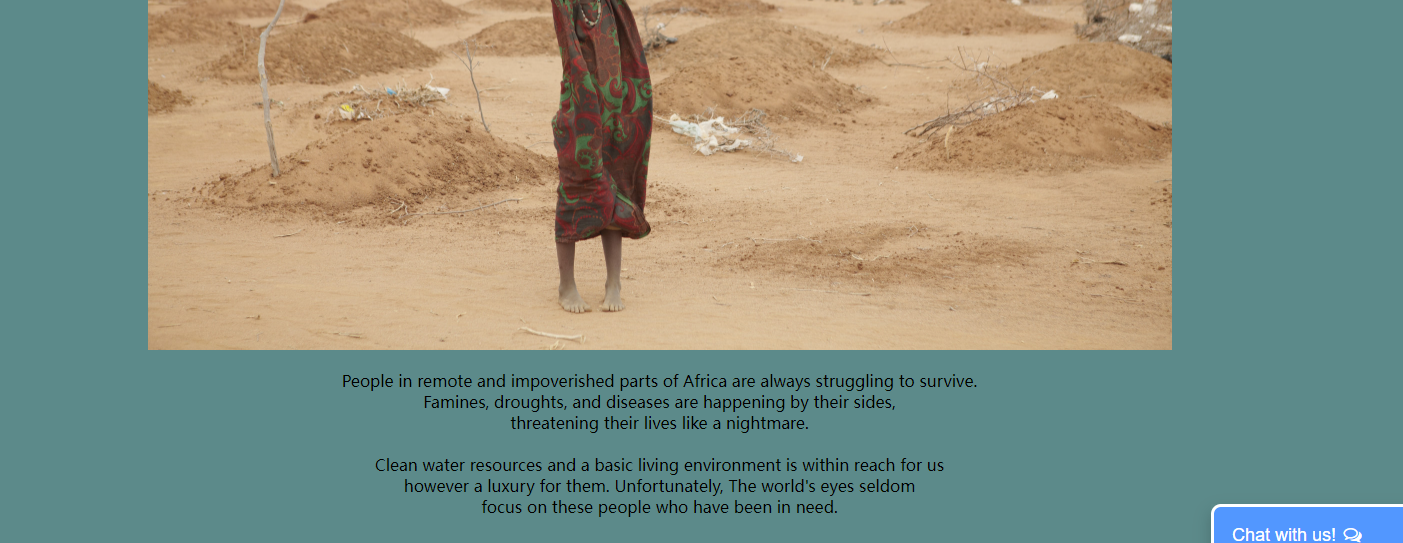 People in remote and impoverished parts of Africa are always struggling to survive.
Famines, droughts, and diseases are happening by their sides,
threatening their lives like a nightmare.
Clean water resources and a basic living environment is within reach for us
however a luxury for them. Unfortunately, The world's eyes seldom
focus on these people who have been in need.
Chat with us!